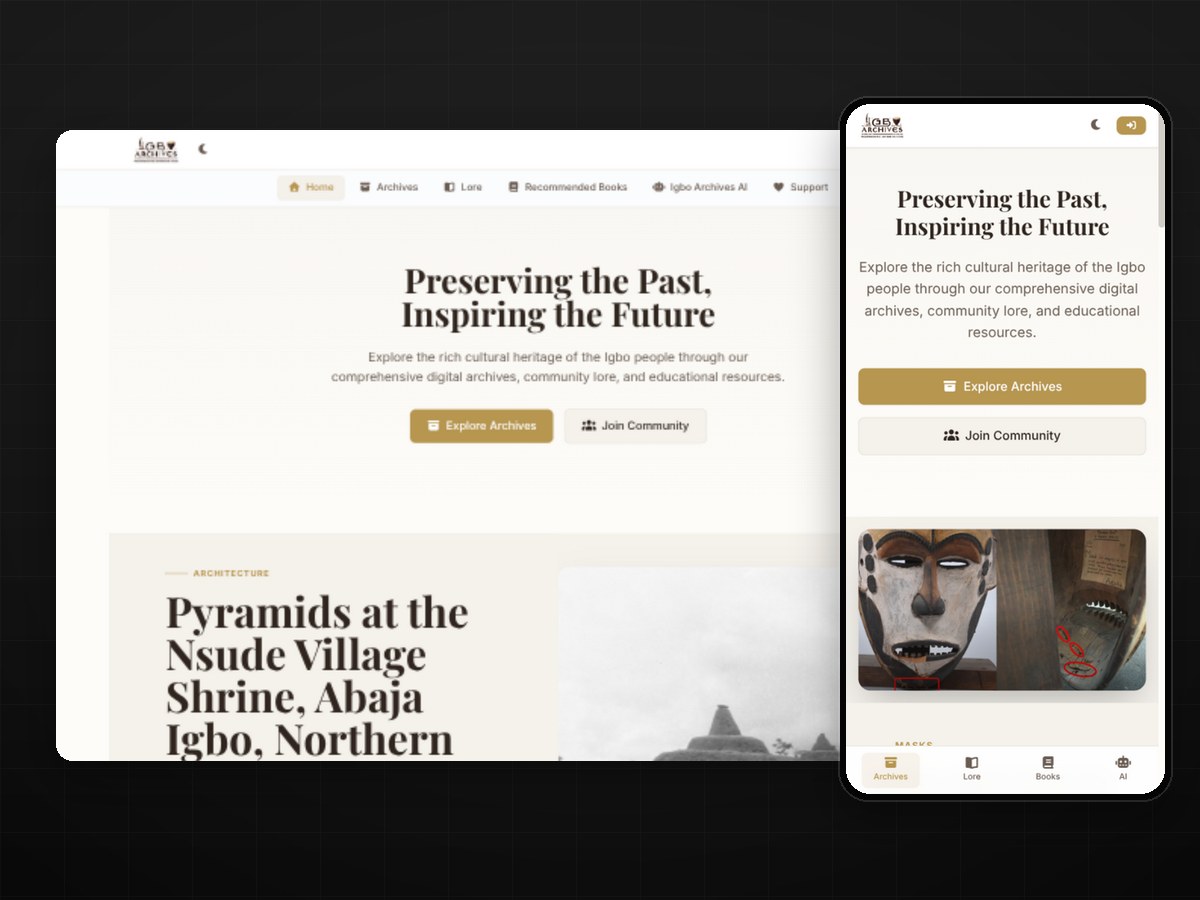 IGBO
ARCHIVES
Home
Archives
Lore
Recommended Books
Igbo Archives AI
Support
Preserving the Past,
Inspiring the Future
Explore the rich cultural heritage of the Igbo people through our
comprehensive digital archives, community lore, and educational resources.
Explore Archives
Join Community
ARCHITECTURE
Pyramids at the
Nsude Village
Shrine, Abaja
Igbo, Northern
IGBO
ARCHIVES
Preserving the Past,
Inspiring the Future
Explore the rich cultural heritage of the Igbo
people through our comprehensive digital
archives, community lore, and educational
resources.
Explore Archives
Join Community
MASKS
Archives
Lore
Books
AI